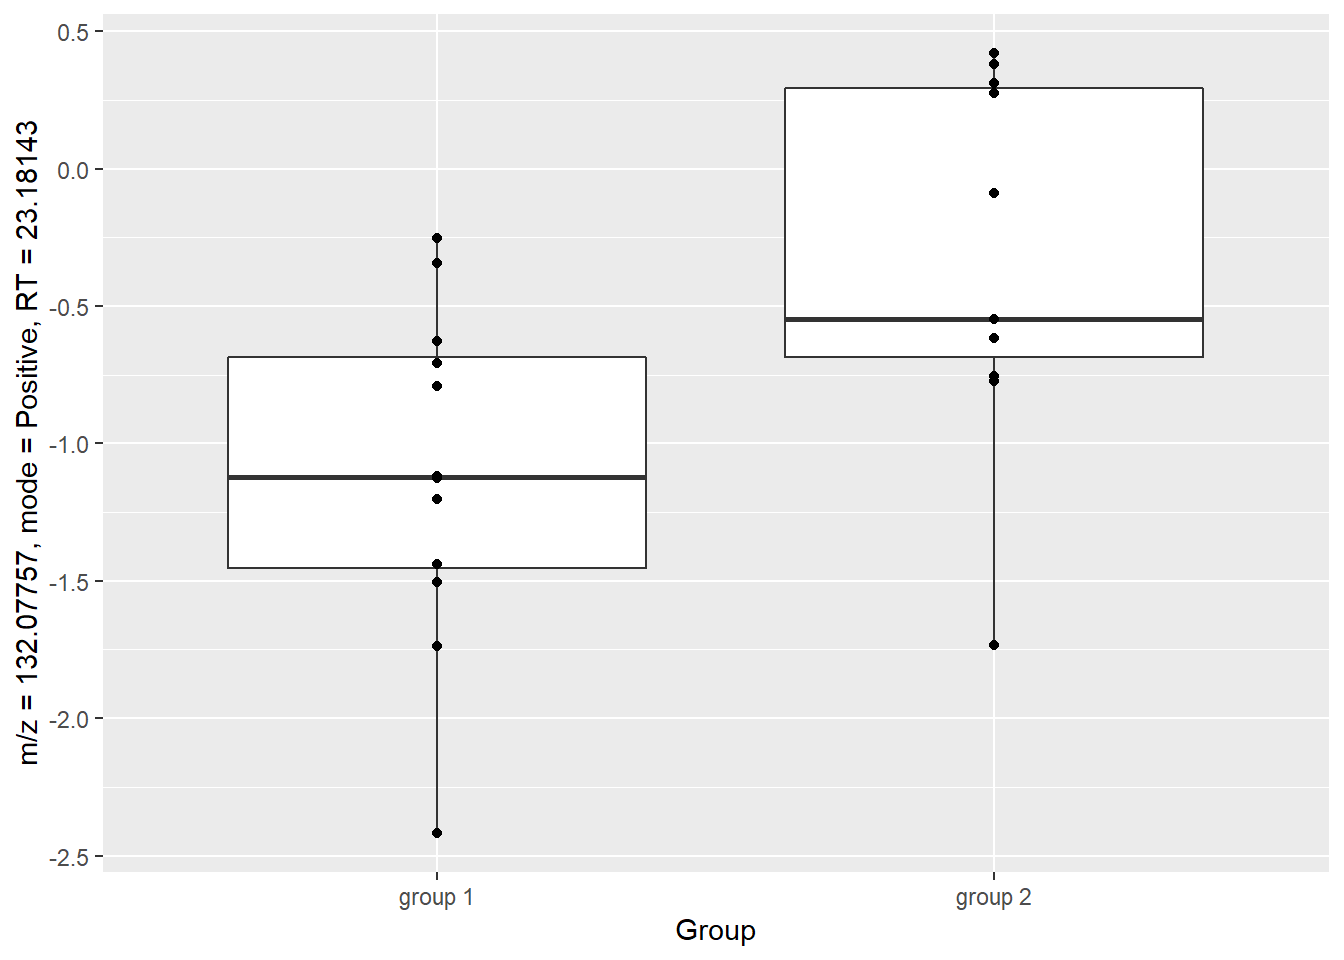 m/z = 132.07757, mode = Positive, RT = 23.18143
0.5
0.0
-0.5
-1.0
-1.5
-2.0
-2.5
group 1
group 2
Group